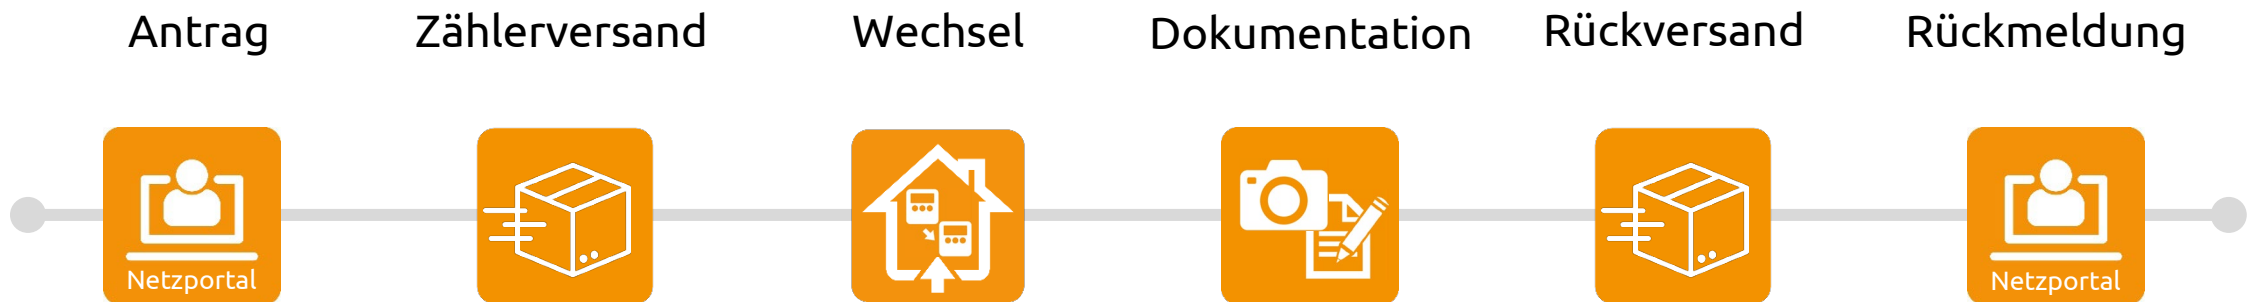 Antrag
Zählerversand
Wechsel
Dokumentation
Rückversand
Rückmeldung
Netzportal
Netzportal